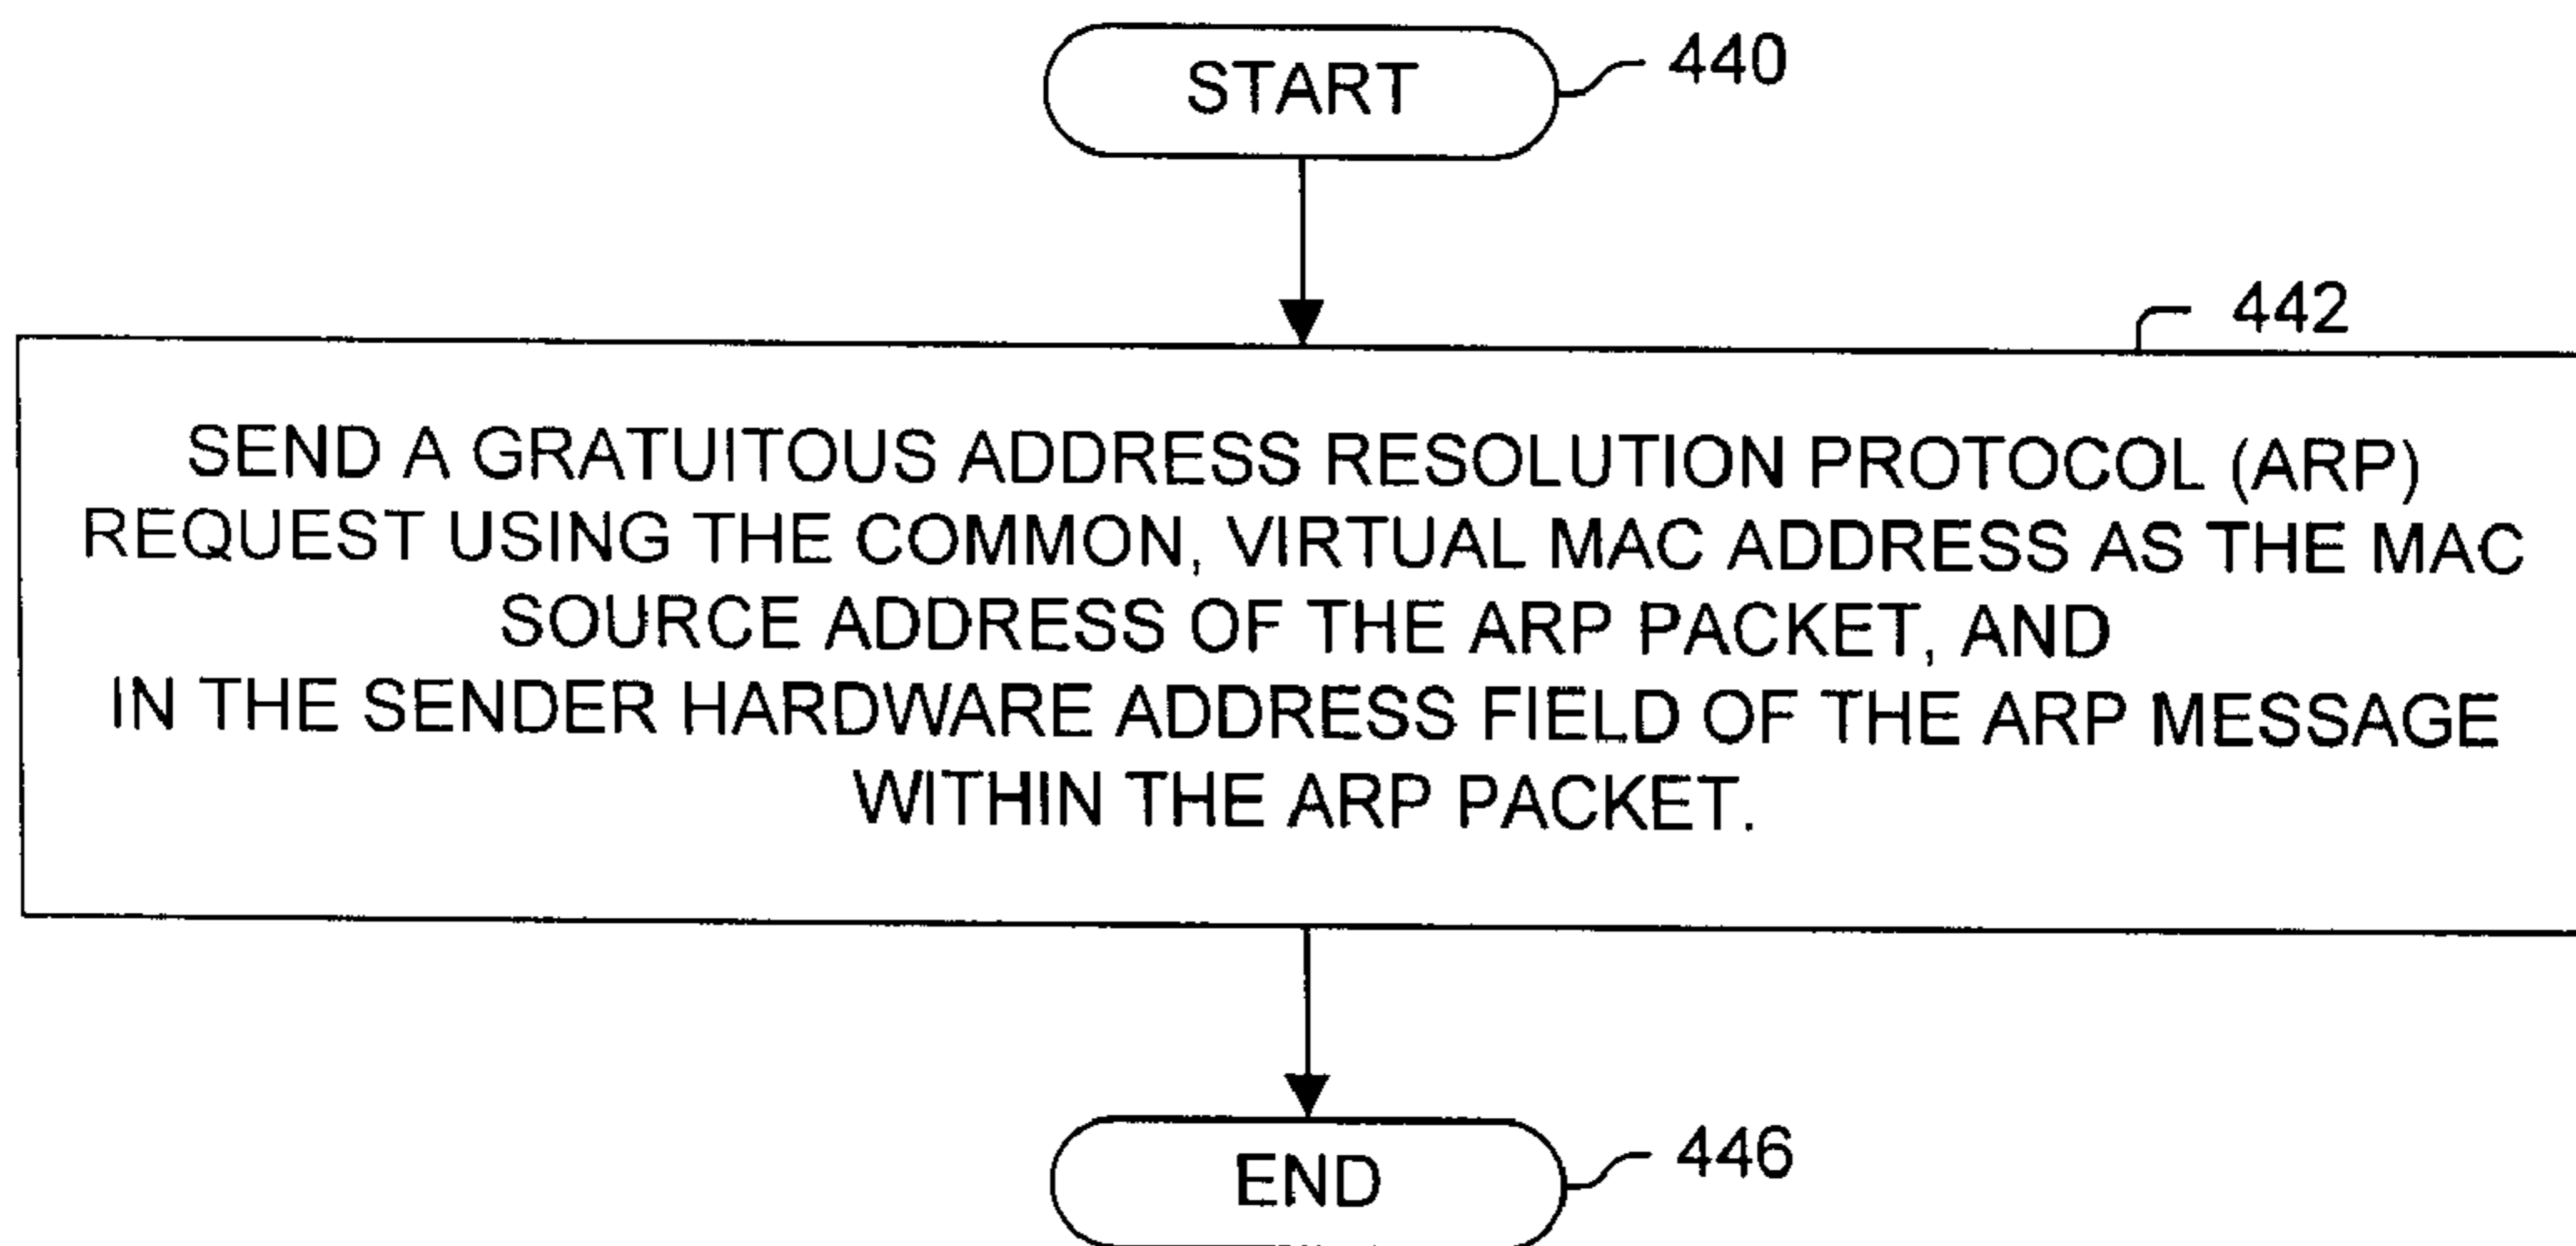 START
440
442
SEND A GRATUITOUS ADDRESS RESOLUTION PROTOCOL (ARP)
REQUEST USING THE COMMON, VIRTUAL MAC ADDRESS AS THE MAC
SOURCE ADDRESS OF THE ARP PACKET, AND
IN THE SENDER HARDWARE ADDRESS FIELD OF THE ARP MESSAGE
WITHIN THE ARP PACKET.
END
446